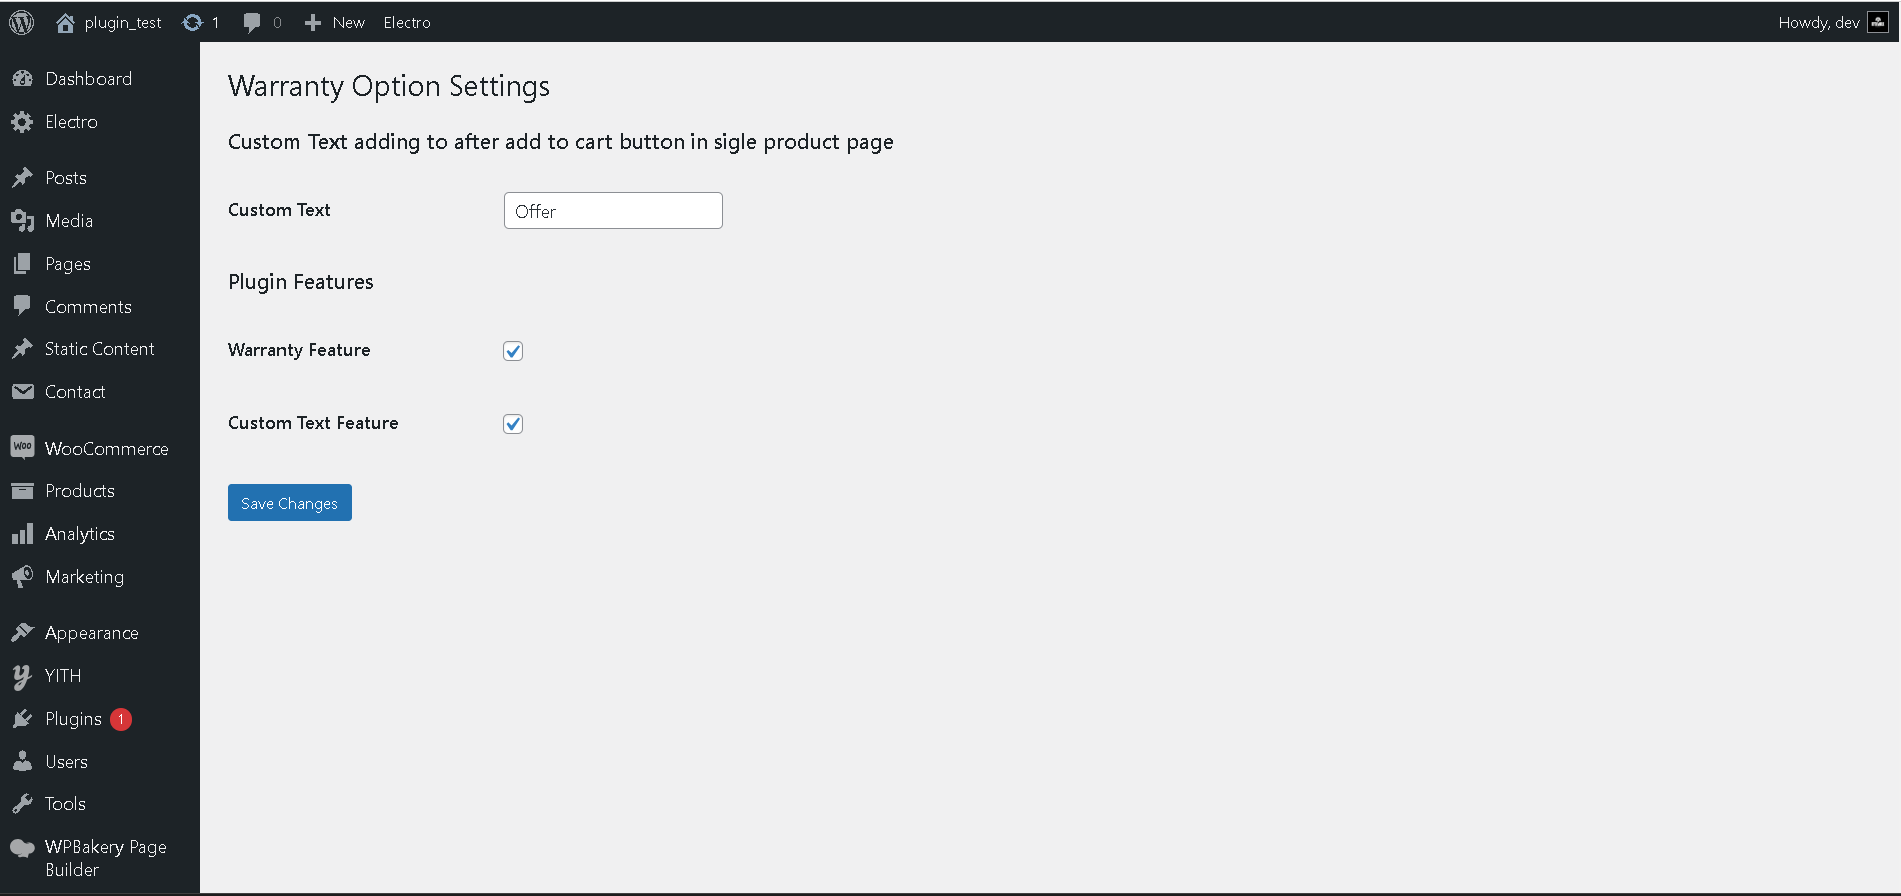 plugin_test 1 0 New Electro Howdy, dev
Dashboard
Electro
Posts
Media
Pages
Comments
Static Content
Contact
Woo WooCommerce
Products
Analytics
Marketing
Appearance
YITH
Plugins 1
Users
Tools
WPBakery Page
Builder
Warranty Option Settings
Custom Text adding to after add to cart button in sigle product page
Custom Text Offer
Plugin Features
Warranty Feature
Custom Text Feature
Save Changes